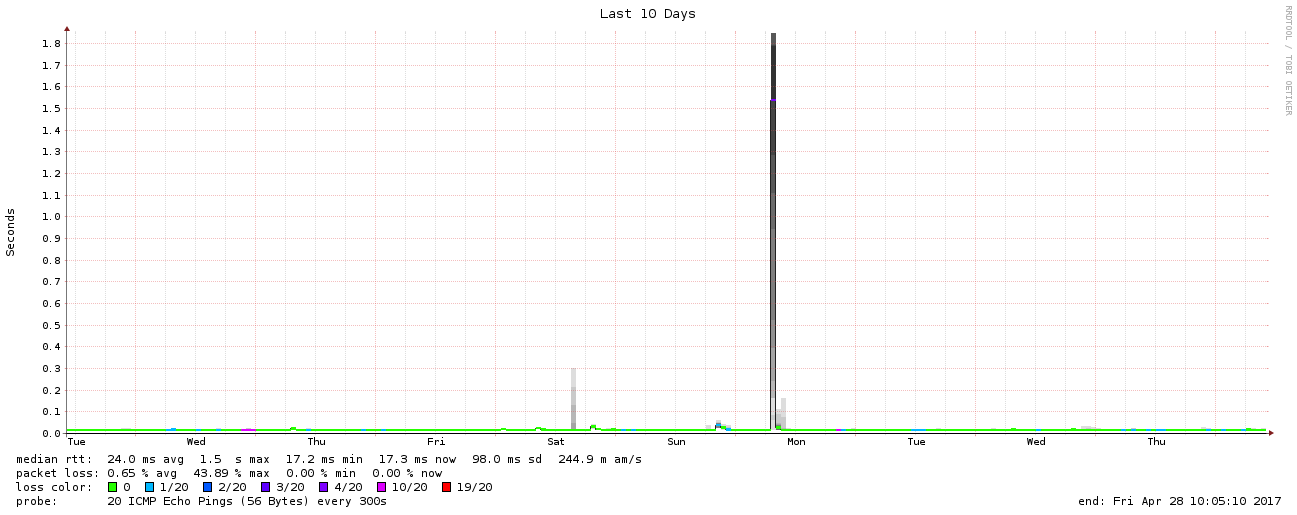 Last 10 Days
RRDTOOL / TOBI OETIKER
Seconds
1.8
1.7
1.6
1.5
1.4
1.3
1.2
1.1
1.0
0.9
0.8
0.7
0.6
0.5
0.4
0.3
0.2
0.1
0.0
Tue Wed Thu Fri Sat Sun Mon Tue Wed Thu
median rtt: 24.0 ms avg 1.5 s max 17.2 ms min 17.3 ms now 98.0 ms sd 244.9 m am/s
packet loss: 0.65 % avg 43.89 % max 0.00 % min 0.00 % now
loss color: 0 1/20 2/20 3/20 4/20 10/20 19/20
probe: 20 ICMP Echo Pings (56 Bytes) every 300s end: Fri Apr 28 10:05:10 2017